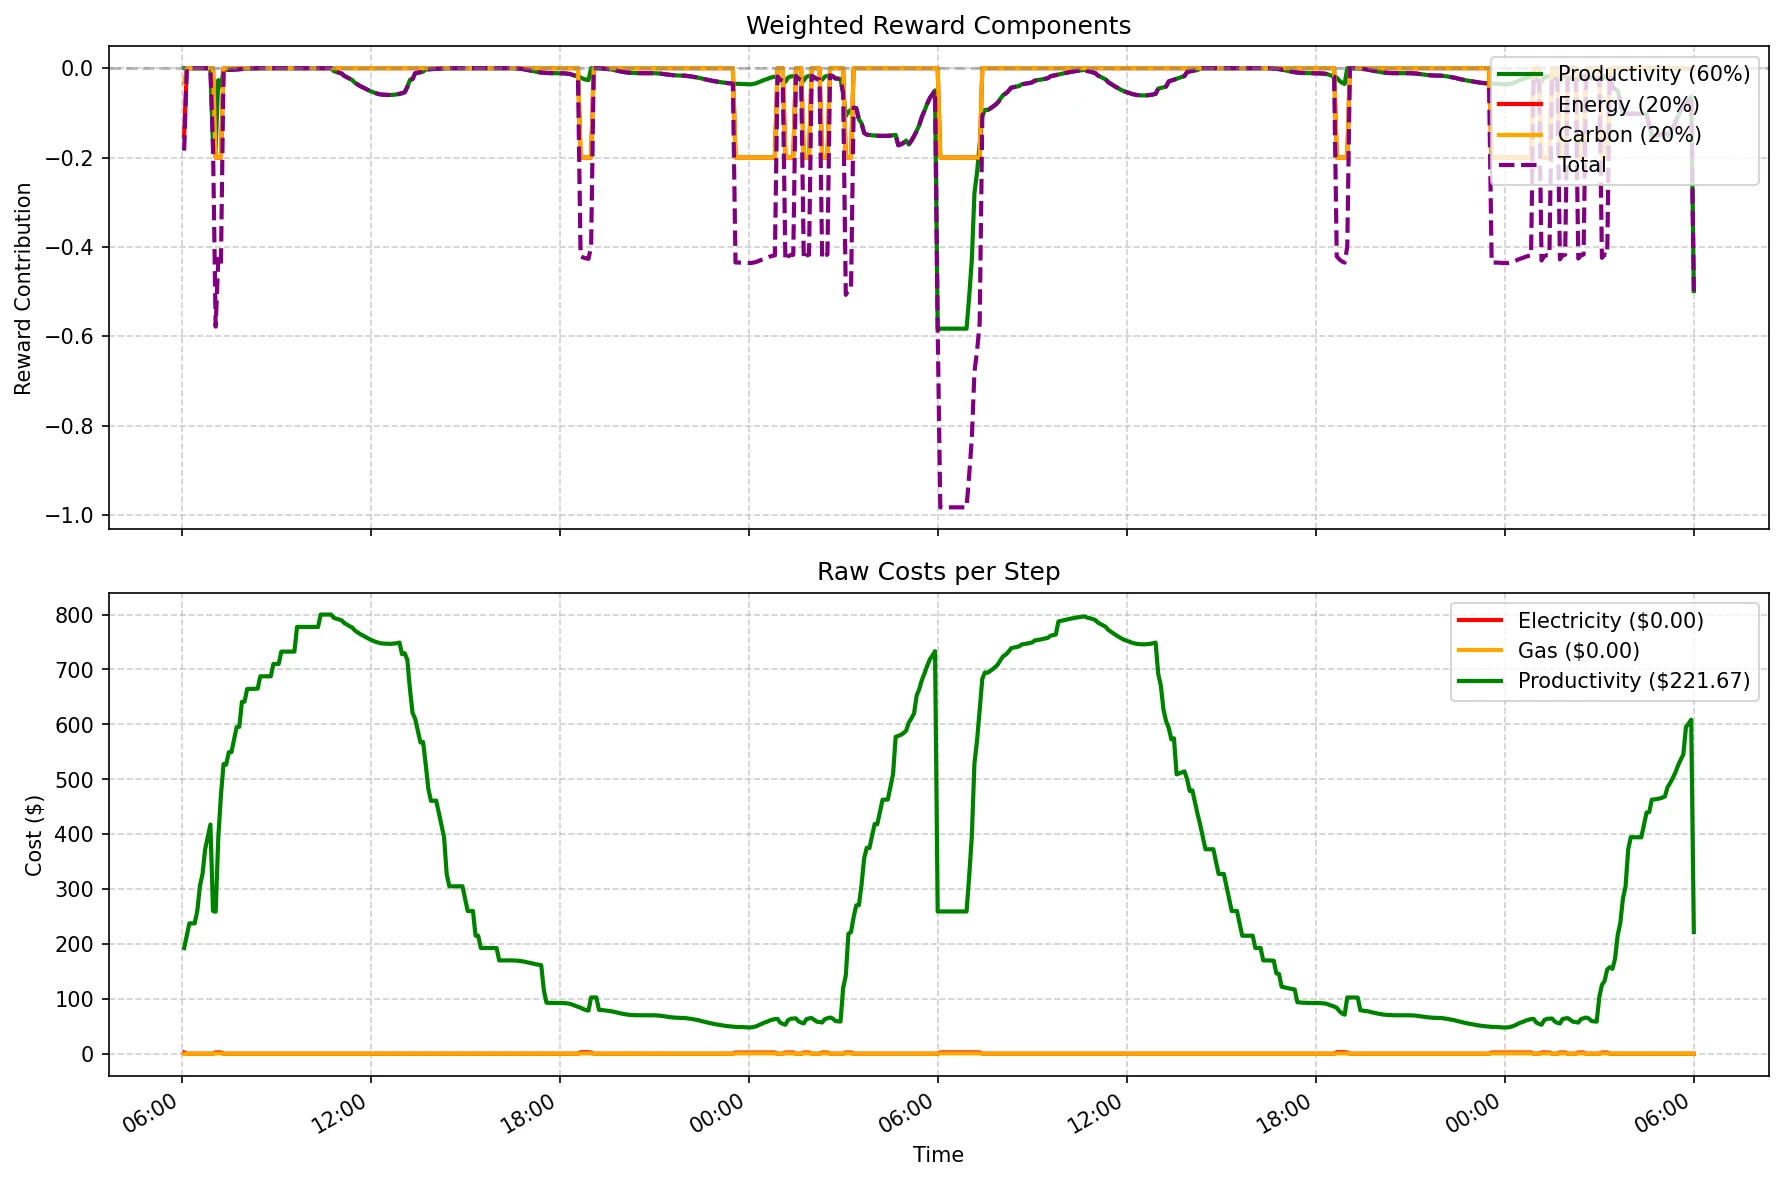 Weighted Reward Components
0.0
−0.2
−0.4
−0.6
−0.8
−1.0
Reward Contribution
Productivity (60%)
Energy (20%)
Carbon (20%)
Total
Raw Costs per Step
800
700
600
500
400
300
200
100
0
Cost ($)
Electricity ($0.00)
Gas ($0.00)
Productivity ($221.67)
06:00
12:00
18:00
00:00
06:00
12:00
18:00
00:00
06:00
Time